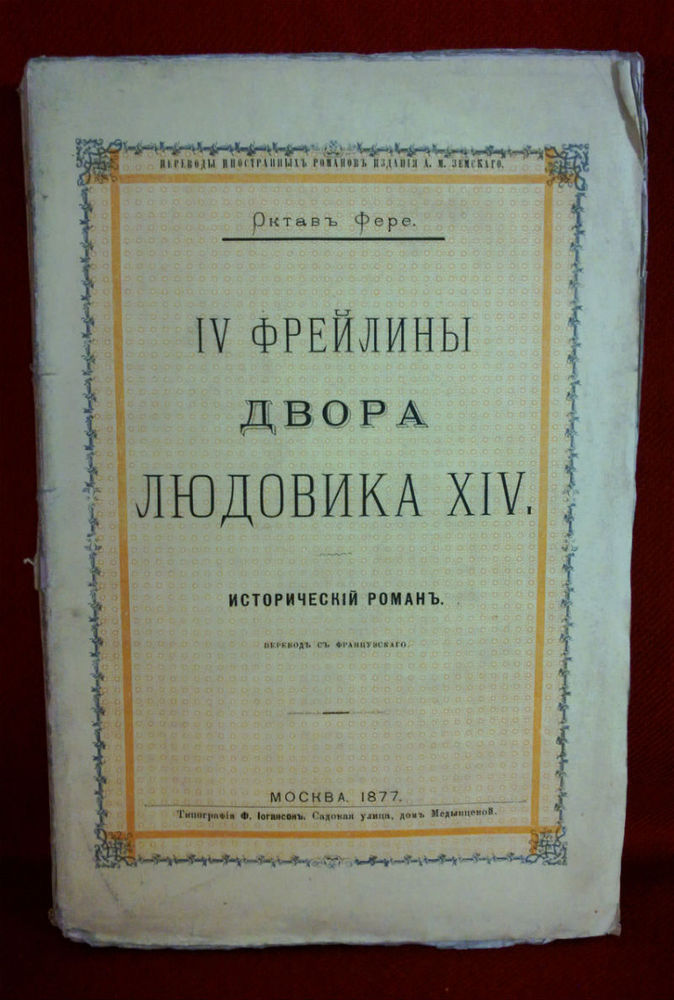 ПЕРЕВОДЫ ИНОСТРАННЫХЪ РОМАНОВЪ ИЗДАНІЯ А. М. ЗЕМСКАГО.
Октавъ Фере.
IV ФРЕЙЛИНЫ
ДВОРА
ЛЮДОВИКА XIV.
ИСТОРИЧЕСКІЙ РОМАНЪ.
ПЕРЕВОДЪ СЪ ФРАНЦУЗСКАГО.
МОСКВА. 1877.
Типографія Ф. Іогансонъ. Садовая улица, домъ Медынцевой.